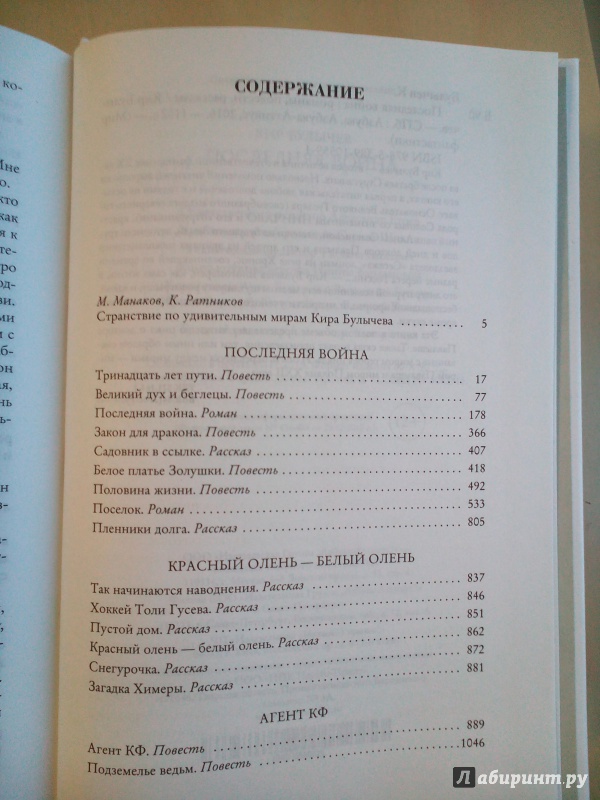 СОДЕРЖАНИЕ
М. Манаков, К. Ратников
Странствие по удивительным мирам Кира Булычева . . . . . . . . . . . 5
ПОСЛЕДНЯЯ ВОЙНА
Тринадцать лет пути. Повесть . . . . . . . . . . . 17
Великий дух и беглецы. Повесть . . . . . . . . . . . 77
Последняя война. Роман . . . . . . . . . . . 178
Закон для дракона. Повесть . . . . . . . . . . . 366
Садовник в ссылке. Рассказ . . . . . . . . . . . 407
Белое платье Золушки. Повесть . . . . . . . . . . . 418
Половина жизни. Повесть . . . . . . . . . . . 492
Поселок. Роман . . . . . . . . . . . 533
Пленники долга. Рассказ . . . . . . . . . . . 805
КРАСНЫЙ ОЛЕНЬ — БЕЛЫЙ ОЛЕНЬ
Так начинаются наводнения. Рассказ . . . . . . . . . . . 837
Хоккей Толи Гусева. Рассказ . . . . . . . . . . . 846
Пустой дом. Рассказ . . . . . . . . . . . 851
Красный олень — белый олень. Рассказ . . . . . . . . . . . 862
Снегурочка. Рассказ . . . . . . . . . . . 872
Загадка Химеры. Рассказ . . . . . . . . . . . 881
АГЕНТ КФ
Агент КФ. Повесть . . . . . . . . . . . 889
Подземелье ведьм. Повесть . . . . . . . . . . . 1046
Лабиринт.ру